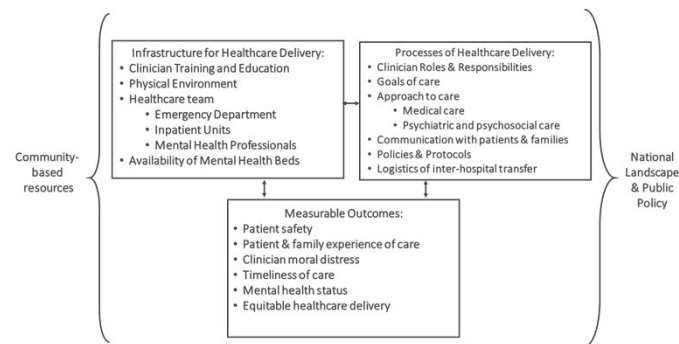 Infrastructure for Healthcare Delivery:
• Clinician Training and Education
• Physical Environment
• Healthcare team
• Emergency Department
• Inpatient Units
• Mental Health Professionals
• Availability of Mental Health Beds
Processes of Healthcare Delivery:
• Clinician Roles & Responsibilities
• Goals of care
• Approach to care
• Medical care
• Psychiatric and psychosocial care
• Communication with patients & families
• Policies & Protocols
• Logistics of inter-hospital transfer
Community-
based
resources
National
Landscape
& Public
Policy
Measurable Outcomes:
• Patient safety
• Patient & family experience of care
• Clinician moral distress
• Timeliness of care
• Mental health status
• Equitable healthcare delivery